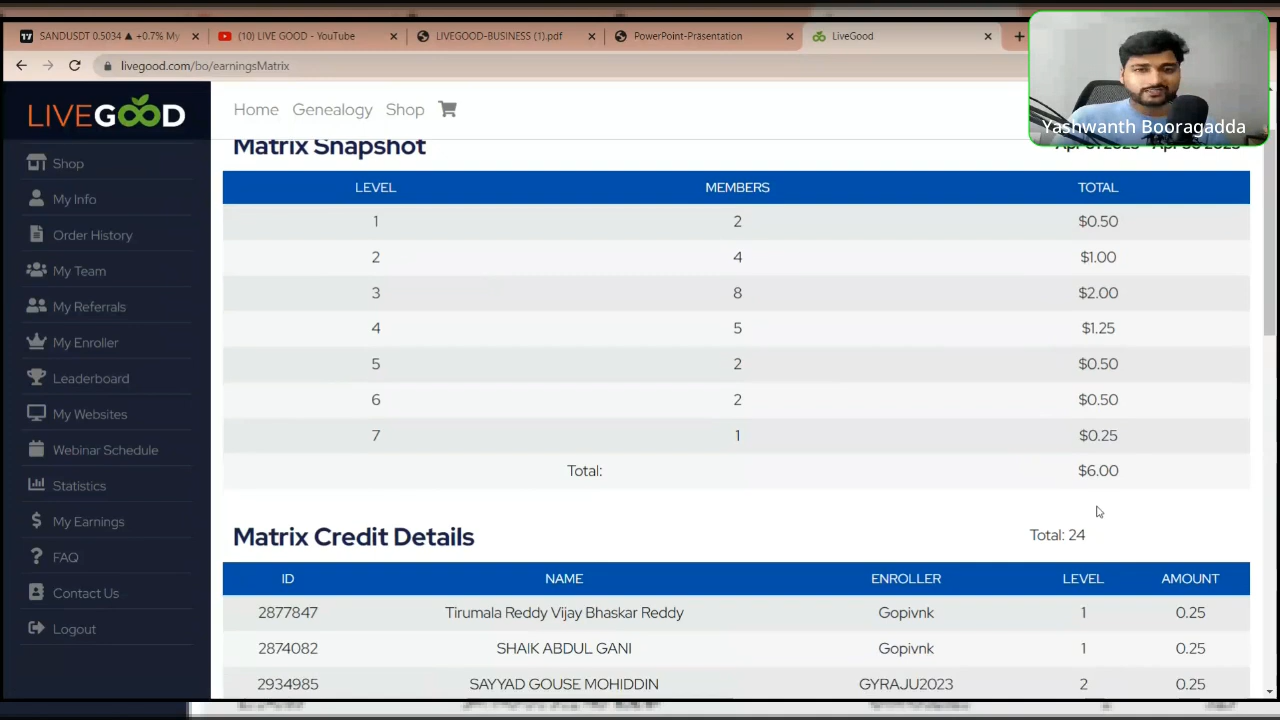 SANDUSDT 0.5034 ▲ +0.7% My
(10) LIVE GOOD - YouTube
LIVEGOOD-BUSINESS (1).pdf
PowerPoint-Präsentation
LiveGood
livegood.com/bo/earningsMatrix
Yashwanth Booragadda
LIVEGOOD
Home Genealogy Shop
Shop
My Info
Order History
My Team
My Referrals
My Enroller
Leaderboard
My Websites
Webinar Schedule
Statistics
My Earnings
FAQ
Contact Us
Logout
Matrix Snapshot
LEVEL MEMBERS TOTAL
1 2 $0.50
2 4 $1.00
3 8 $2.00
4 5 $1.25
5 2 $0.50
6 2 $0.50
7 1 $0.25
Total: $6.00
Matrix Credit Details
Total: 24
ID NAME ENROLLER LEVEL AMOUNT
2877847 Tirumala Reddy Vijay Bhaskar Reddy Gopivnk 1 0.25
2874082 SHAIK ABDUL GANI Gopivnk 1 0.25
2934985 SAYYAD GOUSE MOHIDDIN GYRAJU2023 2 0.25